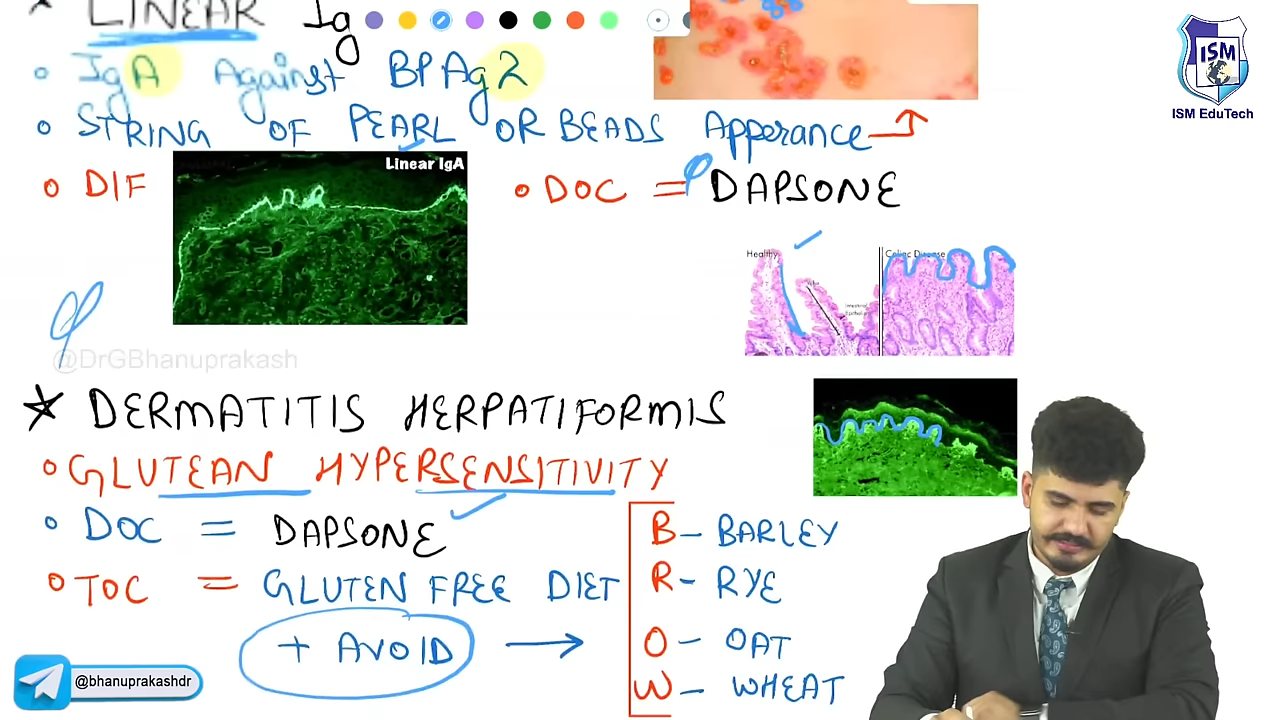 * LINEAR Ig
ISM
ISM EduTech
• IgA Against BPAg2
• STRING OF PEARL OR BEADS Apperance
Linear IgA
• DIF
• DOC = DAPSONE
Healthy
Celiac Disease
@DrGBhanuprakash
* DERMATITIS HERPATIFORMIS
• GLUTEAN HYPERSENSITIVITY
• DOC = DAPSONE
• TOC = GLUTEN FREE DIET
+ AVOID →
B - BARLEY
R - RYE
O - OAT
W - WHEAT
@bhanuprakashdr